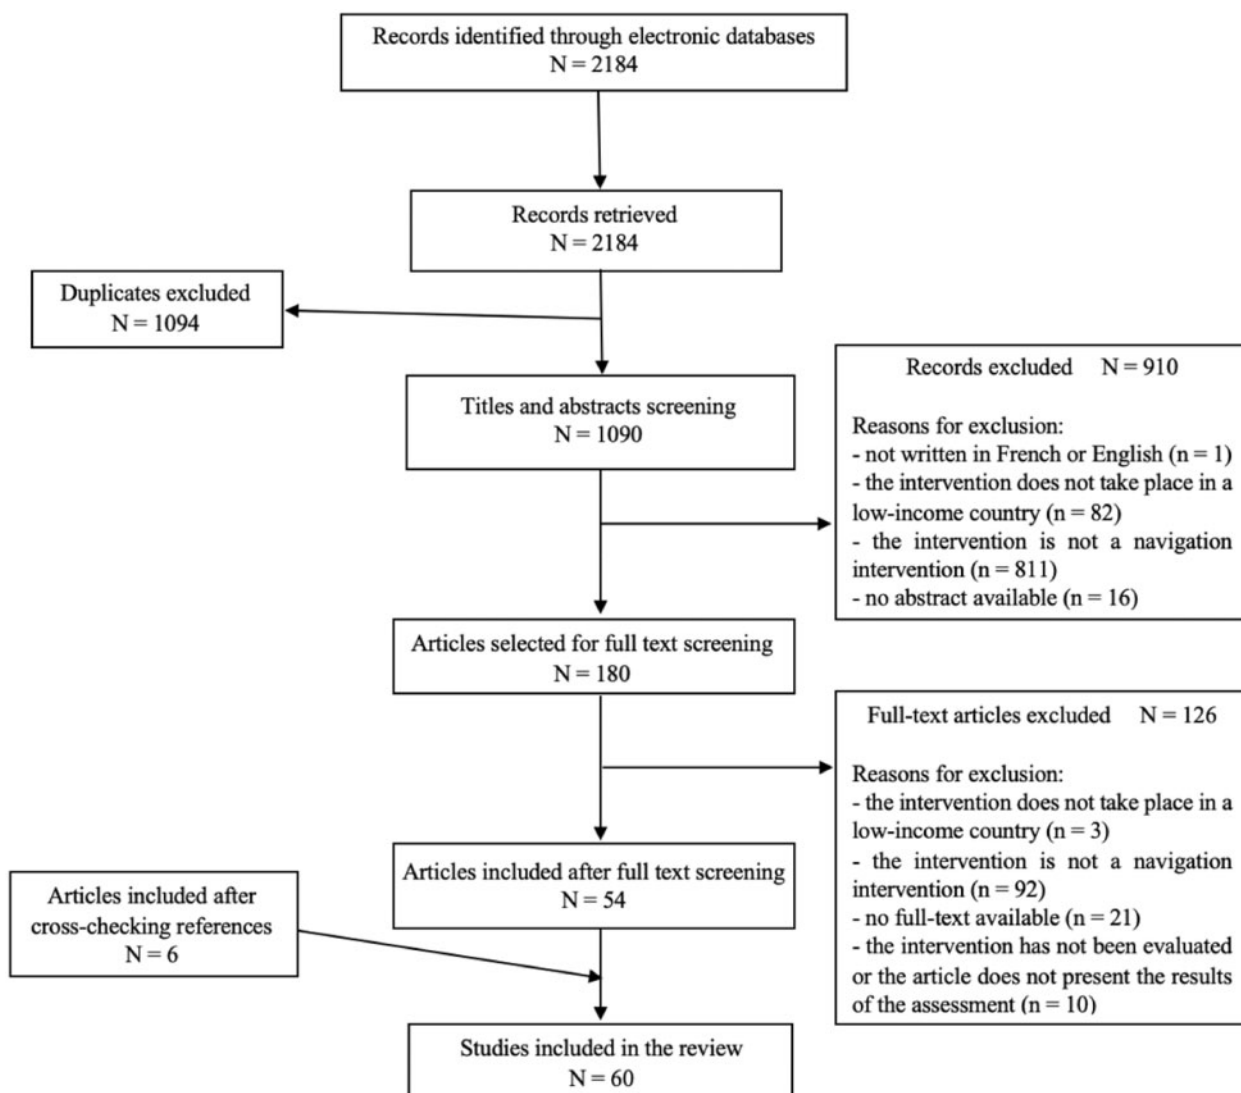 Records identified through electronic databases
N = 2184
Records retrieved
N = 2184
Duplicates excluded
N = 1094
Titles and abstracts screening
N = 1090
Records excluded N = 910
Reasons for exclusion:
- not written in French or English (n = 1)
- the intervention does not take place in a
low-income country (n = 82)
- the intervention is not a navigation
intervention (n = 811)
- no abstract available (n = 16)
Articles selected for full text screening
N = 180
Full-text articles excluded N = 126
Reasons for exclusion:
- the intervention does not take place in a
low-income country (n = 3)
- the intervention is not a navigation
intervention (n = 92)
- no full-text available (n = 21)
- the intervention has not been evaluated
or the article does not present the results
of the assessment (n = 10)
Articles included after full text screening
N = 54
Articles included after
cross-checking references
N = 6
Studies included in the review
N = 60